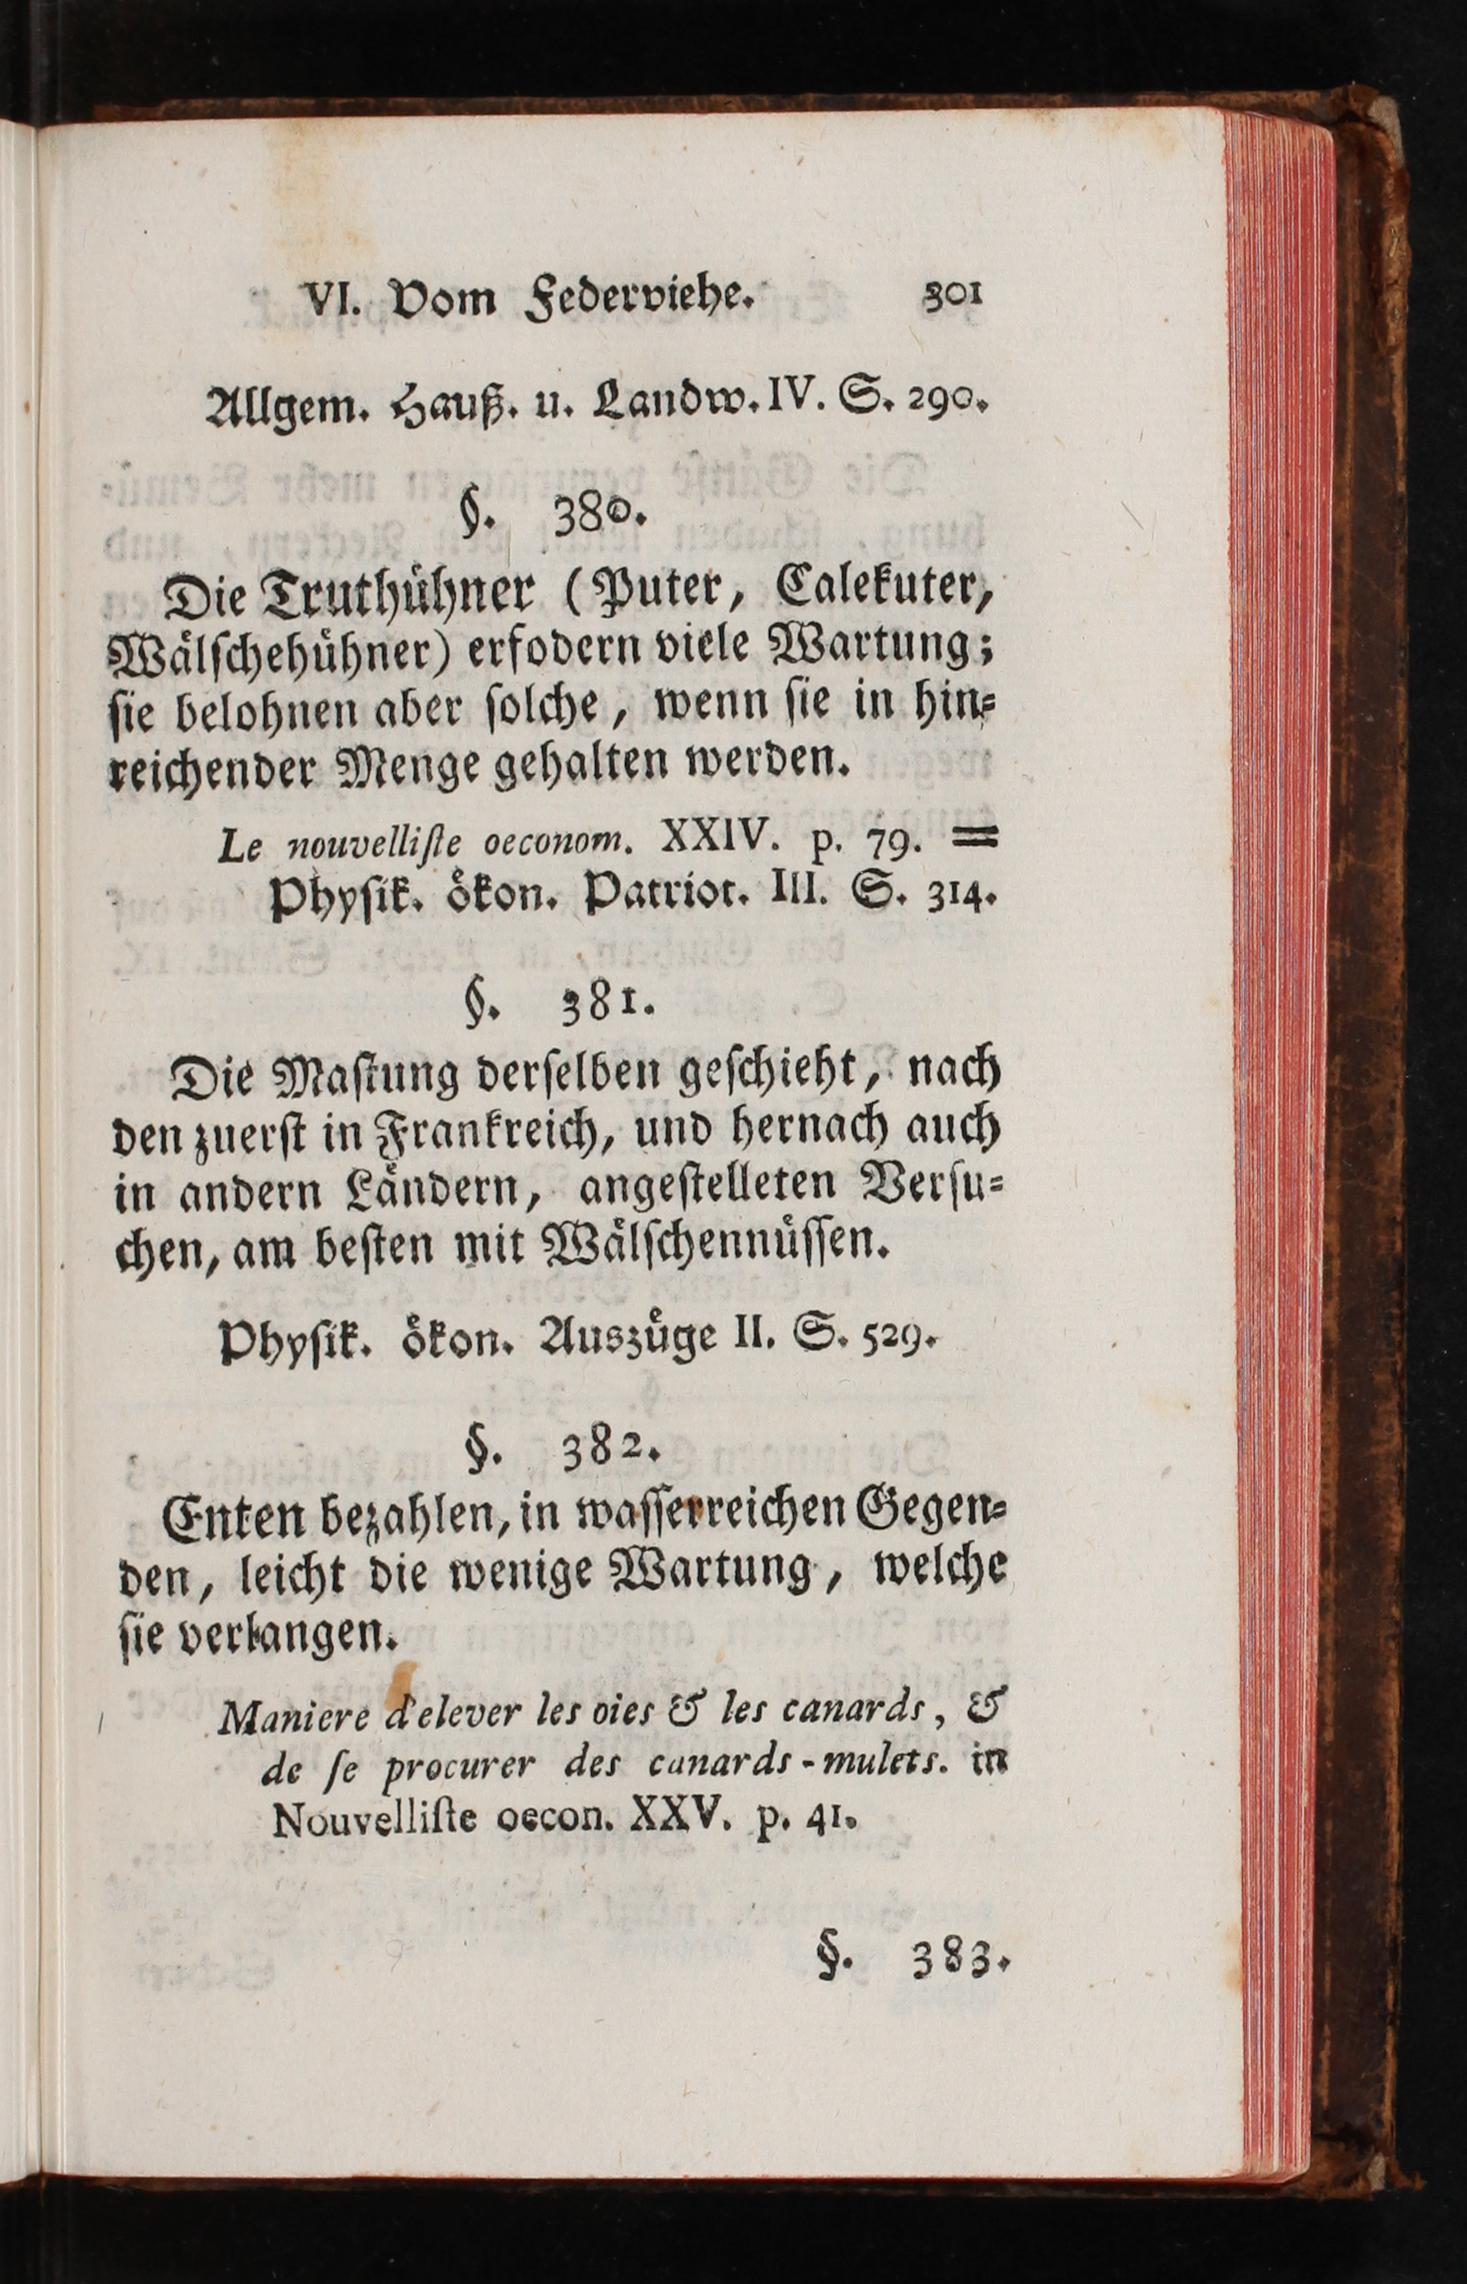 VI. Vom Federviehe. 301
Allgem. Hauß. u. Landw. IV. S. 290.
§. 380.
Die Truthühner (Puter, Calekuter,
Wälſchehühner) erfodern viele Wartung;
ſie belohnen aber ſolche, wenn ſie in hin⸗
reichender Menge gehalten werden.
Le nouvelliſte oeconom. XXIV. p. 79. =
Phyſik. ökon. Patriot. III. S. 314.
§. 381.
Die Maſtung derſelben geſchieht, nach
den zuerſt in Frankreich, und hernach auch
in andern Ländern, angeſtelleten Verſu⸗
chen, am beſten mit Wälſchennüſſen.
Phyſik. ökon. Auszüge II. S. 529.
§. 382.
Enten bezahlen, in waſſerreichen Gegen⸗
den, leicht die wenige Wartung, welche
ſie verlangen.
Maniere d'elever les oies & les canards, &
de ſe procurer des canards-mulets. in
Nouvelliſte oecon. XXV. p. 41.
§. 383.